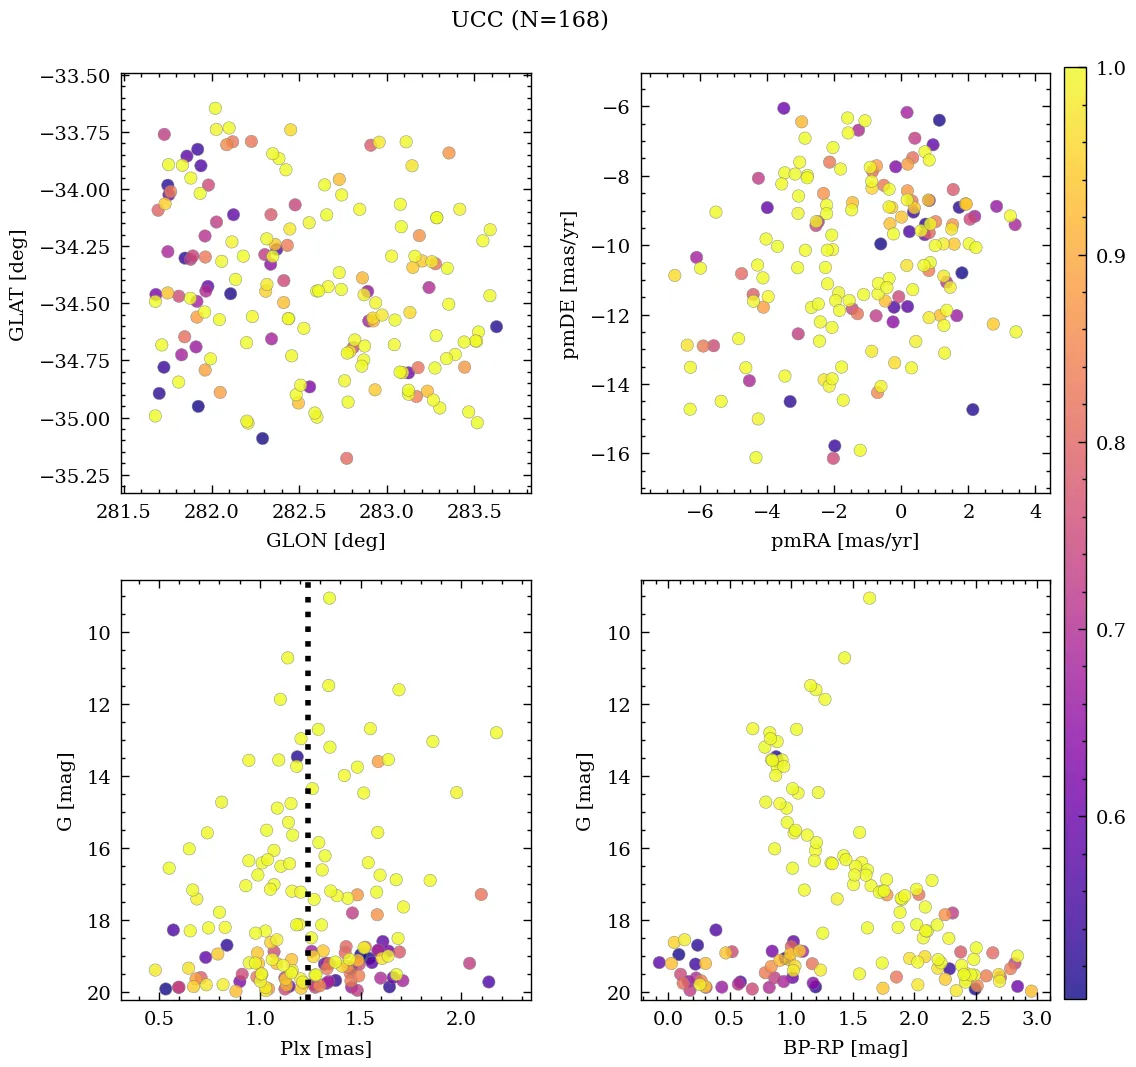 UCC (N=168)
−33.50
−33.75
−34.00
−34.25
−34.50
−34.75
−35.00
−35.25
GLAT [deg]
281.5 282.0 282.5 283.0 283.5
GLON [deg]
−6
−8
−10
−12
−14
−16
pmDE [mas/yr]
−6 −4 −2 0 2 4
pmRA [mas/yr]
1.0
0.9
0.8
0.7
0.6
10
12
14
16
18
20
G [mag]
0.5 1.0 1.5 2.0
Plx [mas]
10
12
14
16
18
20
G [mag]
0.0 0.5 1.0 1.5 2.0 2.5 3.0
BP-RP [mag]